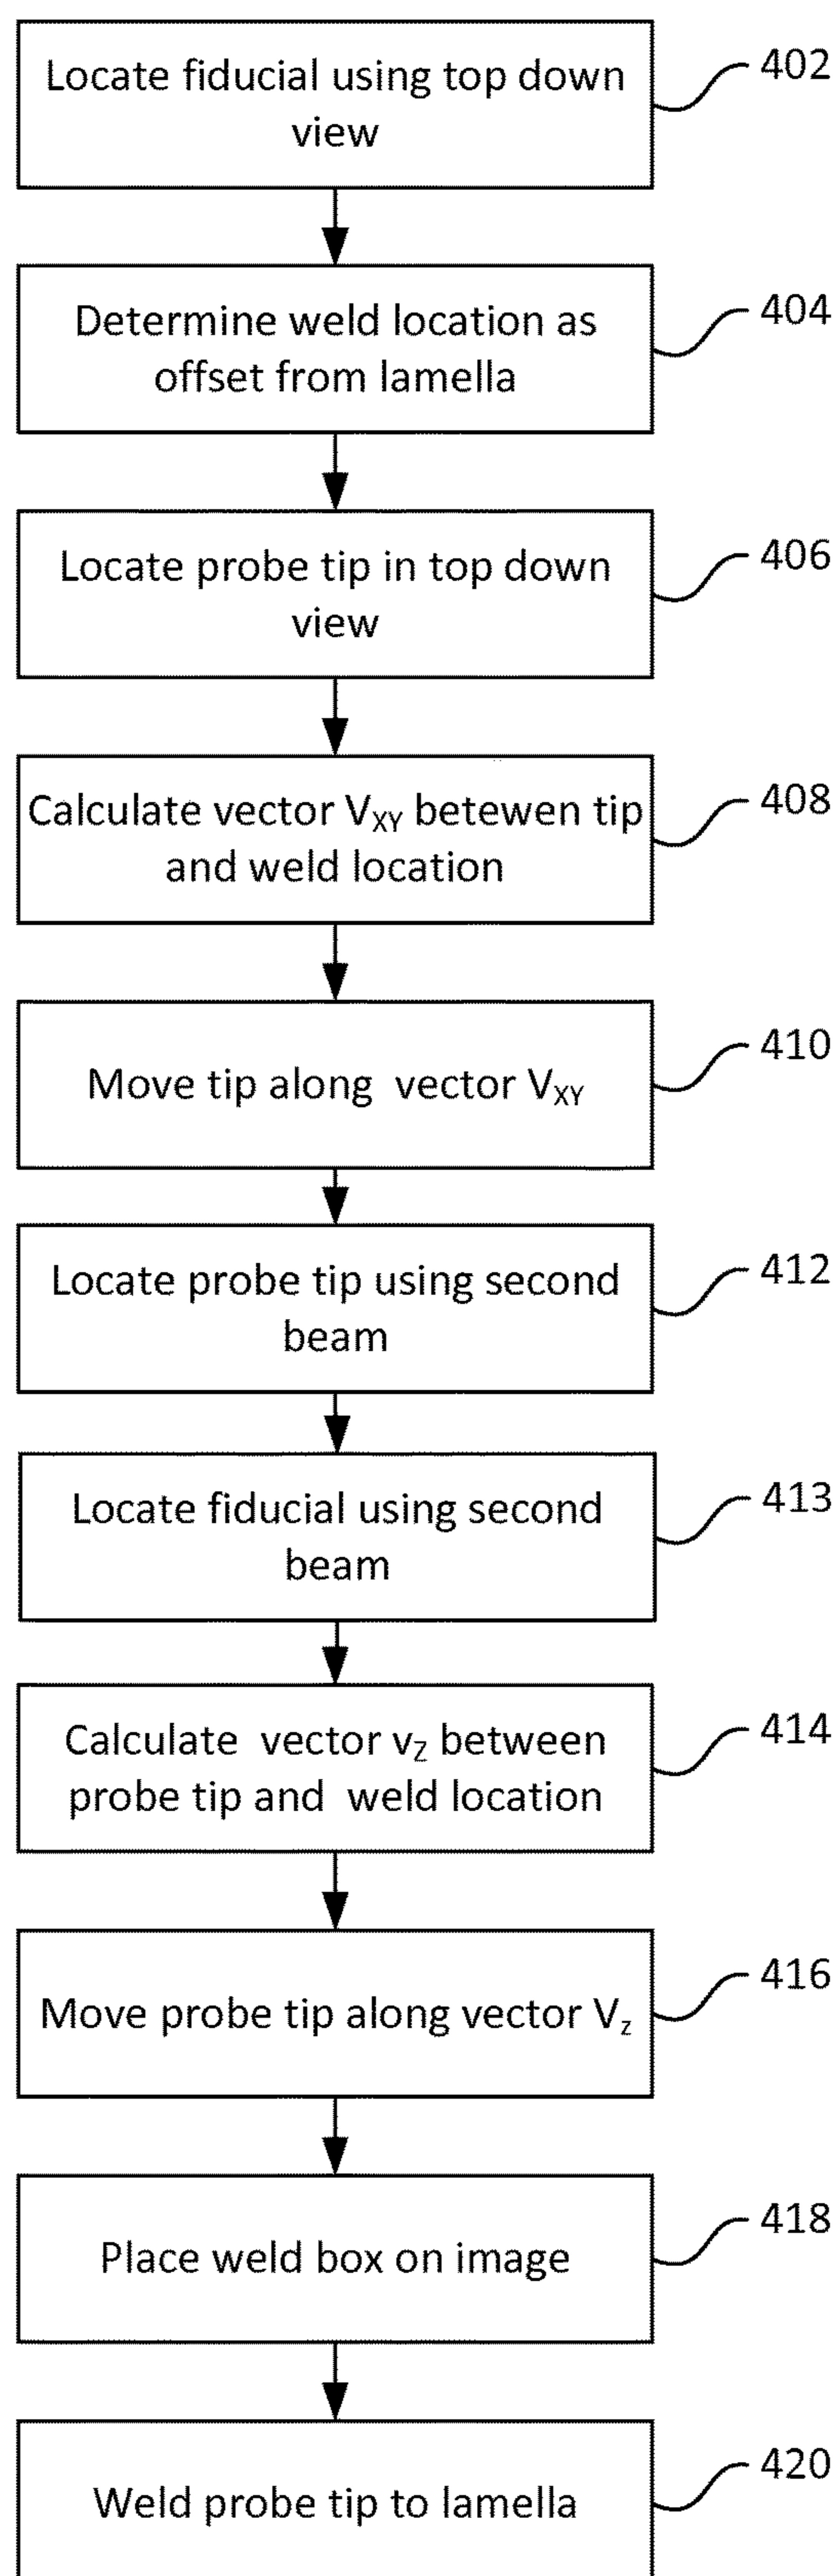 Locate fiducial using top down
view
402
Determine weld location as
offset from lamella
404
Locate probe tip in top down
view
406
Calculate vector V_XY betewen tip
and weld location
408
Move tip along vector V_XY
410
Locate probe tip using second
beam
412
Locate fiducial using second
beam
413
Calculate vector v_Z between
probe tip and weld location
414
Move probe tip along vector V_z
416
Place weld box on image
418
Weld probe tip to lamella
420